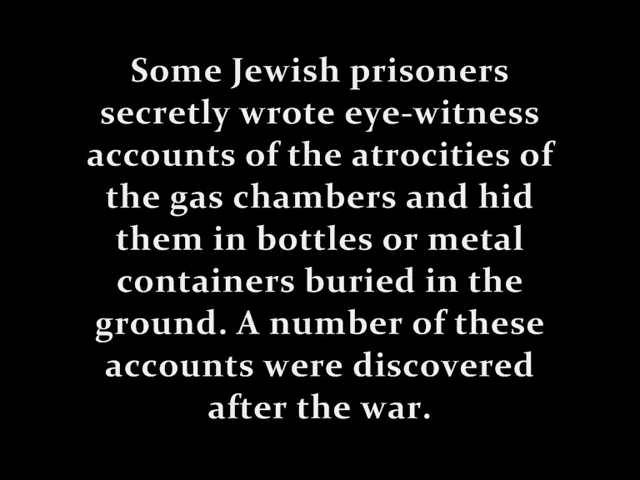 Some Jewish prisoners
secretly wrote eye-witness
accounts of the atrocities of
the gas chambers and hid
them in bottles or metal
containers buried in the
ground. A number of these
accounts were discovered
after the war.